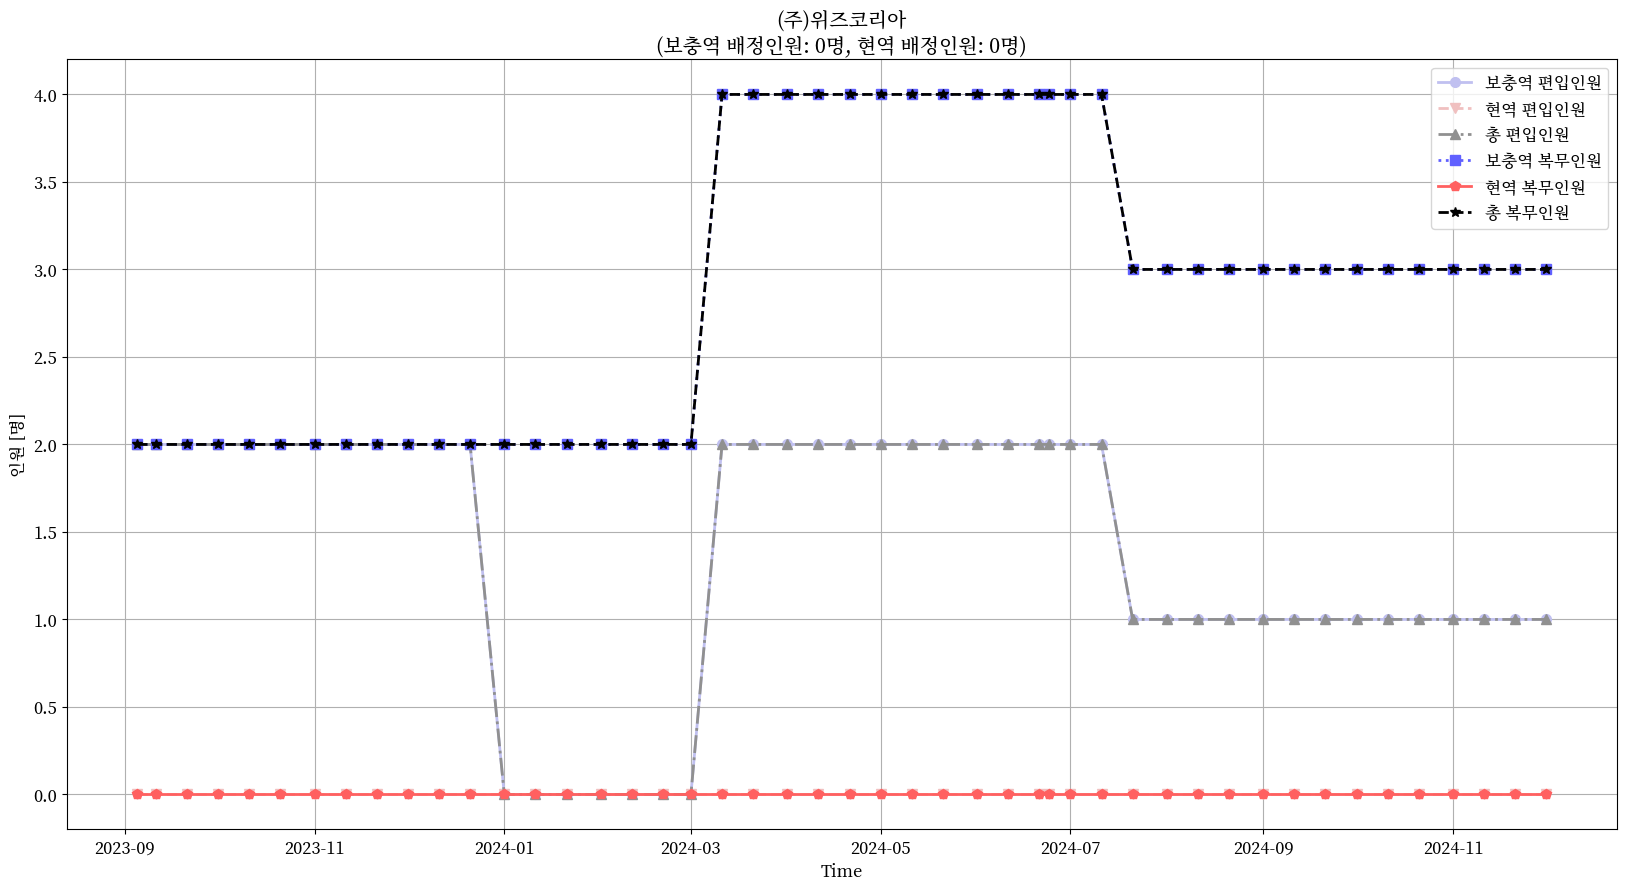 (주)위즈코리아
(보충역 배정인원: 0명, 현역 배정인원: 0명)
보충역 편입인원
현역 편입인원
총 편입인원
보충역 복무인원
현역 복무인원
총 복무인원
인원 [명]
4.0
3.5
3.0
2.5
2.0
1.5
1.0
0.5
0.0
2023-09 2023-11 2024-01 2024-03 2024-05 2024-07 2024-09 2024-11
Time